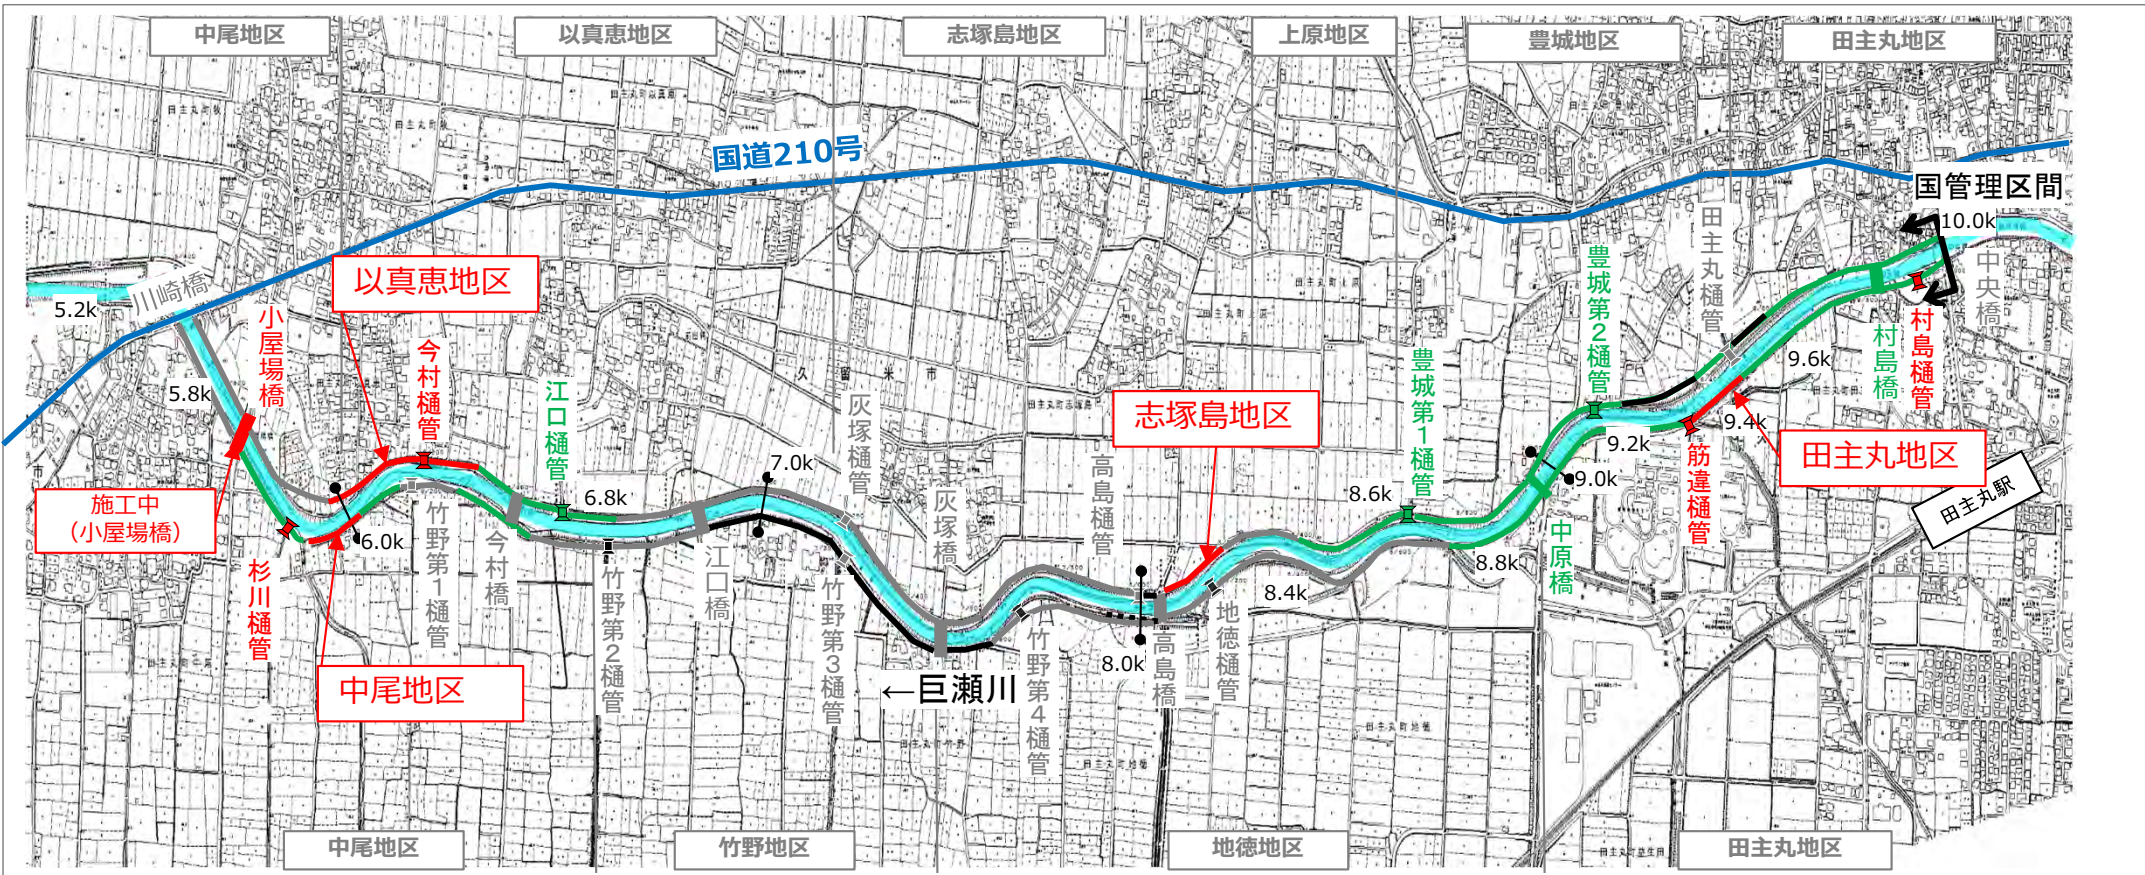 中尾地区
以真恵地区
志塚島地区
上原地区
豊城地区
田主丸地区
国道210号
国管理区間
10.0k
中央橋
村島樋管
村島橋
9.6k
田主丸樋管
豊城第2樋管
9.4k
田主丸地区
田主丸駅
筋違樋管
9.2k
9.0k
中原橋
8.8k
豊城第1樋管
8.6k
8.4k
志塚島地区
地徳樋管
高島橋
高島樋管
8.0k
竹野第4樋管
灰塚橋
←巨瀬川
灰塚樋管
竹野第3樋管
7.0k
江口橋
6.8k
竹野第2樋管
江口樋管
今村橋
竹野第1樋管
今村樋管
以真恵地区
6.0k
中尾地区
杉川樋管
小屋場橋
施工中
（小屋場橋）
5.8k
川崎橋
5.2k
久留米市
中尾地区
竹野地区
地徳地区
田主丸地区